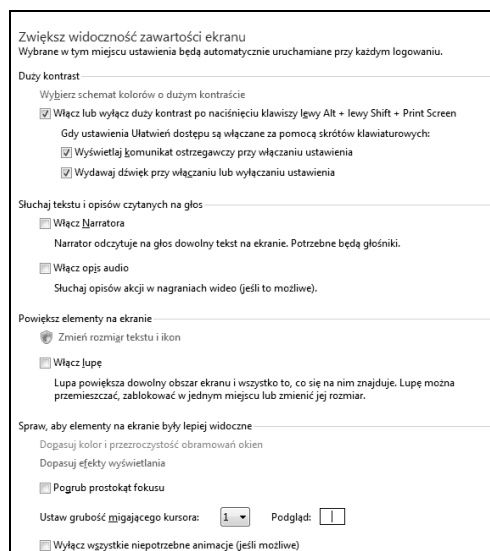 Zwiększ widoczność zawartości ekranu
Wybrane w tym miejscu ustawienia będą automatycznie uruchamiane przy każdym logowaniu.
Duży kontrast
Wybierz schemat kolorów o dużym kontraście
Włącz lub wyłącz duży kontrast po naciśnięciu klawiszy lewy Alt + lewy Shift + Print Screen
Gdy ustawienia Ułatwień dostępu są włączane za pomocą skrótów klawiaturowych:
Wyświetlaj komunikat ostrzegawczy przy włączaniu ustawienia
Wydawaj dźwięk przy włączaniu lub wyłączaniu ustawienia
Słuchaj tekstu i opisów czytanych na głos
Włącz Narratora
Narrator odczytuje na głos dowolny tekst na ekranie. Potrzebne będą głośniki.
Włącz opis audio
Słuchaj opisów akcji w nagraniach wideo (jeśli to możliwe).
Powiększ elementy na ekranie
Zmień rozmiar tekstu i ikon
Włącz lupę
Lupa powiększa dowolny obszar ekranu i wszystko to, co się na nim znajduje. Lupę można
przemieszczać, zablokować w jednym miejscu lub zmienić jej rozmiar.
Spraw, aby elementy na ekranie były lepiej widoczne
Dopasuj kolor i przezroczystość obramowań okien
Dopasuj efekty wyświetlania
Pogrub prostokąt fokusu
Ustaw grubość migającego kursora: 1 Podgląd:
Wyłącz wszystkie niepotrzebne animacje (jeśli możliwe)